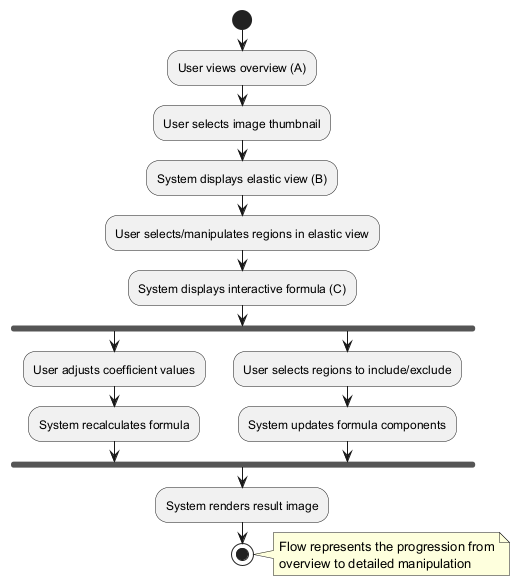 User views overview (A)
User selects image thumbnail
System displays elastic view (B)
User selects/manipulates regions in elastic view
System displays interactive formula (C)
User adjusts coefficient values
User selects regions to include/exclude
System recalculates formula
System updates formula components
System renders result image
Flow represents the progression from
overview to detailed manipulation